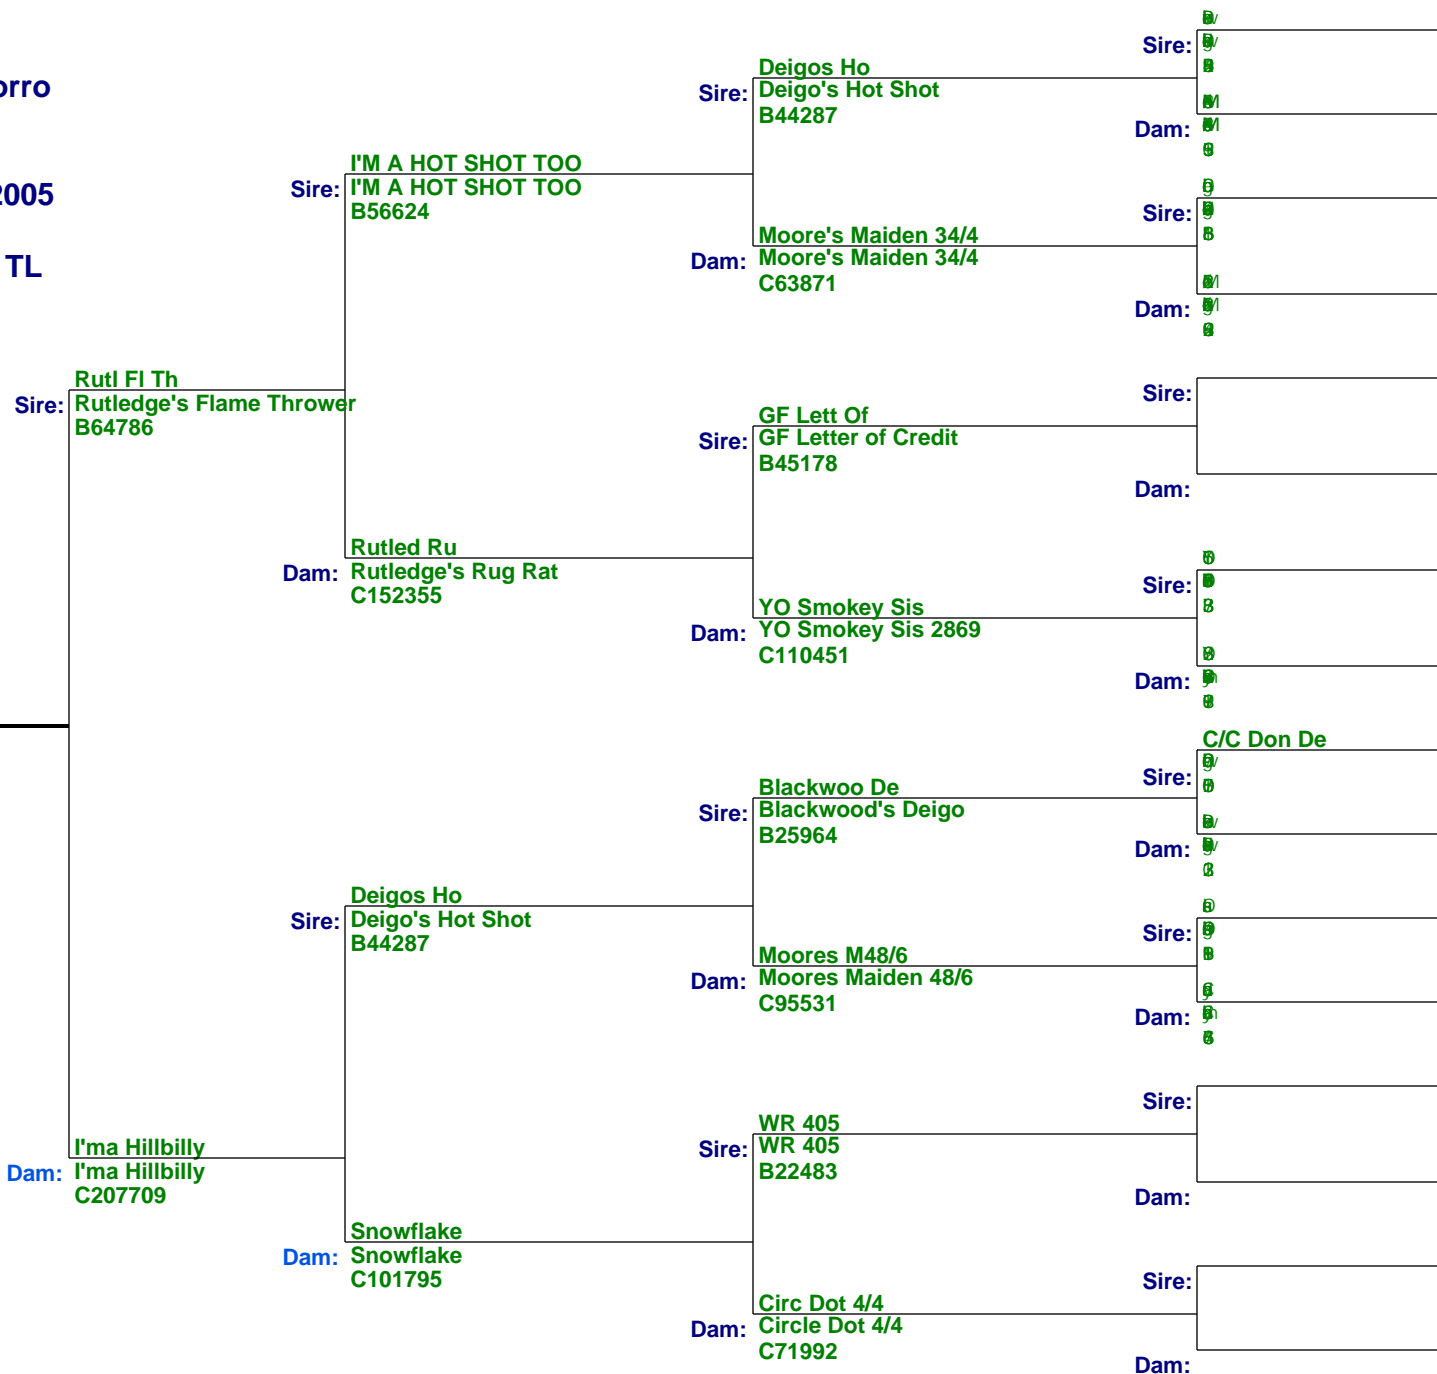 orro
2005
TL
Sire:
Rutl Fl Th
Rutledge's Flame Thrower
B64786
Dam:
I'ma Hillbilly
I'ma Hillbilly
C207709
Sire:
I'M A HOT SHOT TOO
I'M A HOT SHOT TOO
B56624
Dam:
Rutled Ru
Rutledge's Rug Rat
C152355
Sire:
Deigos Ho
Deigo's Hot Shot
B44287
Dam:
Snowflake
Snowflake
C101795
Sire:
Deigos Ho
Deigo's Hot Shot
B44287
Dam:
Moore's Maiden 34/4
Moore's Maiden 34/4
C63871
Sire:
GF Lett Of
GF Letter of Credit
B45178
Dam:
YO Smokey Sis
YO Smokey Sis 2869
C110451
Sire:
Blackwoo De
Blackwood's Deigo
B25964
Dam:
Moores M48/6
Moores Maiden 48/6
C95531
Sire:
WR 405
WR 405
B22483
Dam:
Circ Dot 4/4
Circle Dot 4/4
C71992
Sire:
Dam:
Sire:
Dam:
Sire:
Dam:
Sire:
Dam:
C/C Don De
Sire:
Dam:
Sire:
Dam:
Sire:
Dam:
Sire:
Dam: